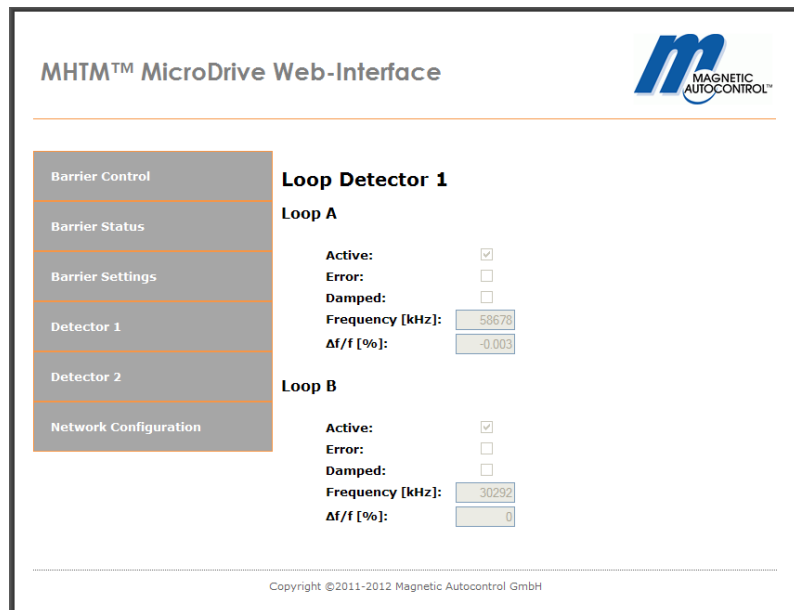 MHTM™ MicroDrive Web-Interface
MAGNETIC
AUTOCONTROL™
Barrier Control
Barrier Status
Barrier Settings
Detector 1
Detector 2
Network Configuration
Loop Detector 1
Loop A
Active:
Error:
Damped:
Frequency [kHz]: 58678
Δf/f [%]: -0.003
Loop B
Active:
Error:
Damped:
Frequency [kHz]: 30292
Δf/f [%]: 0
Copyright ©2011-2012 Magnetic Autocontrol GmbH